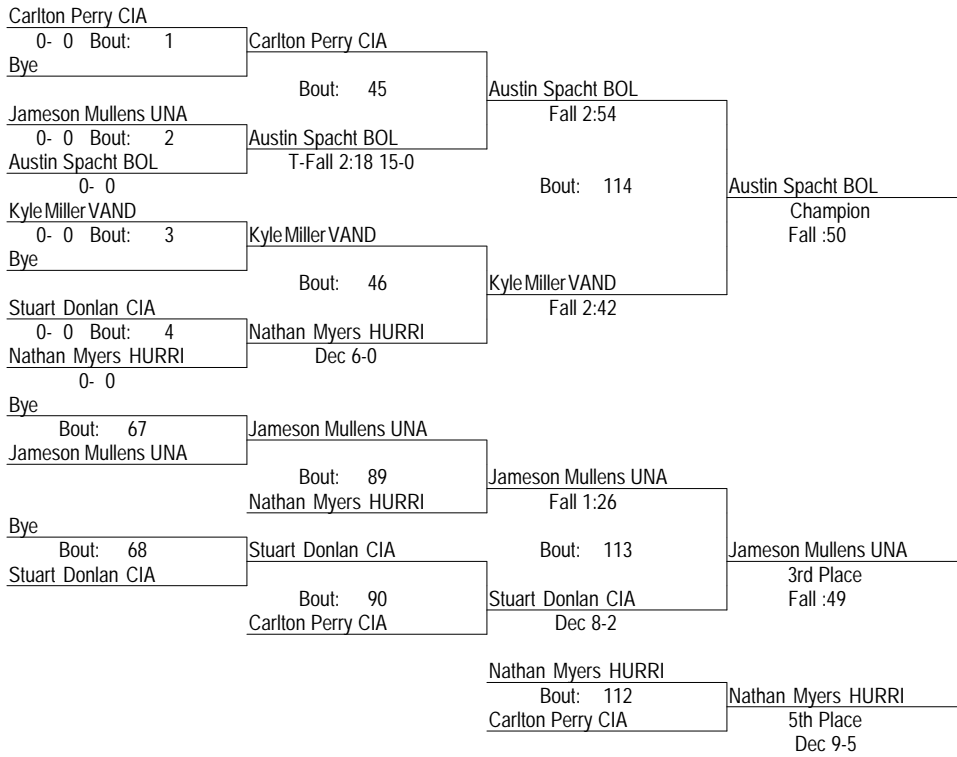 Carlton Perry CIA
0- 0 Bout: 1 Carlton Perry CIA
Bye
Bout: 45 Austin Spacht BOL
Jameson Mullens UNA Fall 2:54
0- 0 Bout: 2 Austin Spacht BOL
Austin Spacht BOL T-Fall 2:18 15-0
0- 0 Bout: 114 Austin Spacht BOL
Kyle Miller VAND Champion
0- 0 Bout: 3 Kyle Miller VAND Fall :50
Bye
Bout: 46 Kyle Miller VAND
Stuart Donlan CIA Fall 2:42
0- 0 Bout: 4 Nathan Myers HURRI
Nathan Myers HURRI Dec 6-0
0- 0
Bye
Bout: 67 Jameson Mullens UNA
Jameson Mullens UNA
Bout: 89 Jameson Mullens UNA
Nathan Myers HURRI Fall 1:26
Bye
Bout: 68 Stuart Donlan CIA Bout: 113 Jameson Mullens UNA
Stuart Donlan CIA 3rd Place
Bout: 90 Stuart Donlan CIA Fall :49
Carlton Perry CIA Dec 8-2
Nathan Myers HURRI
Bout: 112 Nathan Myers HURRI
Carlton Perry CIA 5th Place
Dec 9-5